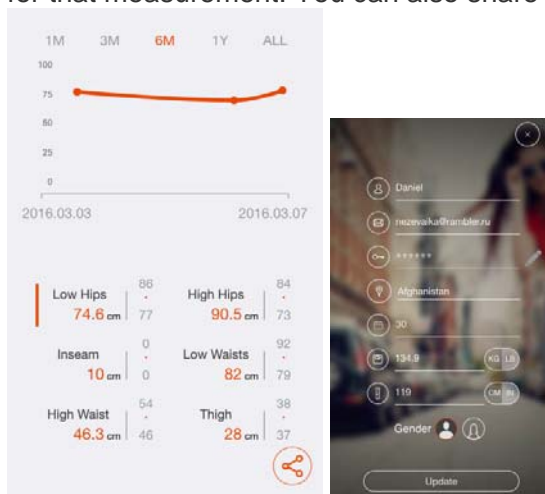 for that measurement. You can also share
1M 3M 6M 1Y ALL
100
75
50
25
0
2016.03.03 2016.03.07
Low Hips 86
74.6 cm 77
High Hips 84
90.5 cm 73
Inseam 0
10 cm 0
Low Waists 92
82 cm 79
High Waist 54
46.3 cm 46
Thigh 38
28 cm 37
Daniel
nezevaika@rambler.ru
******
Afghanistan
30
134.9 KG LB
119 CM IN
Gender
Update